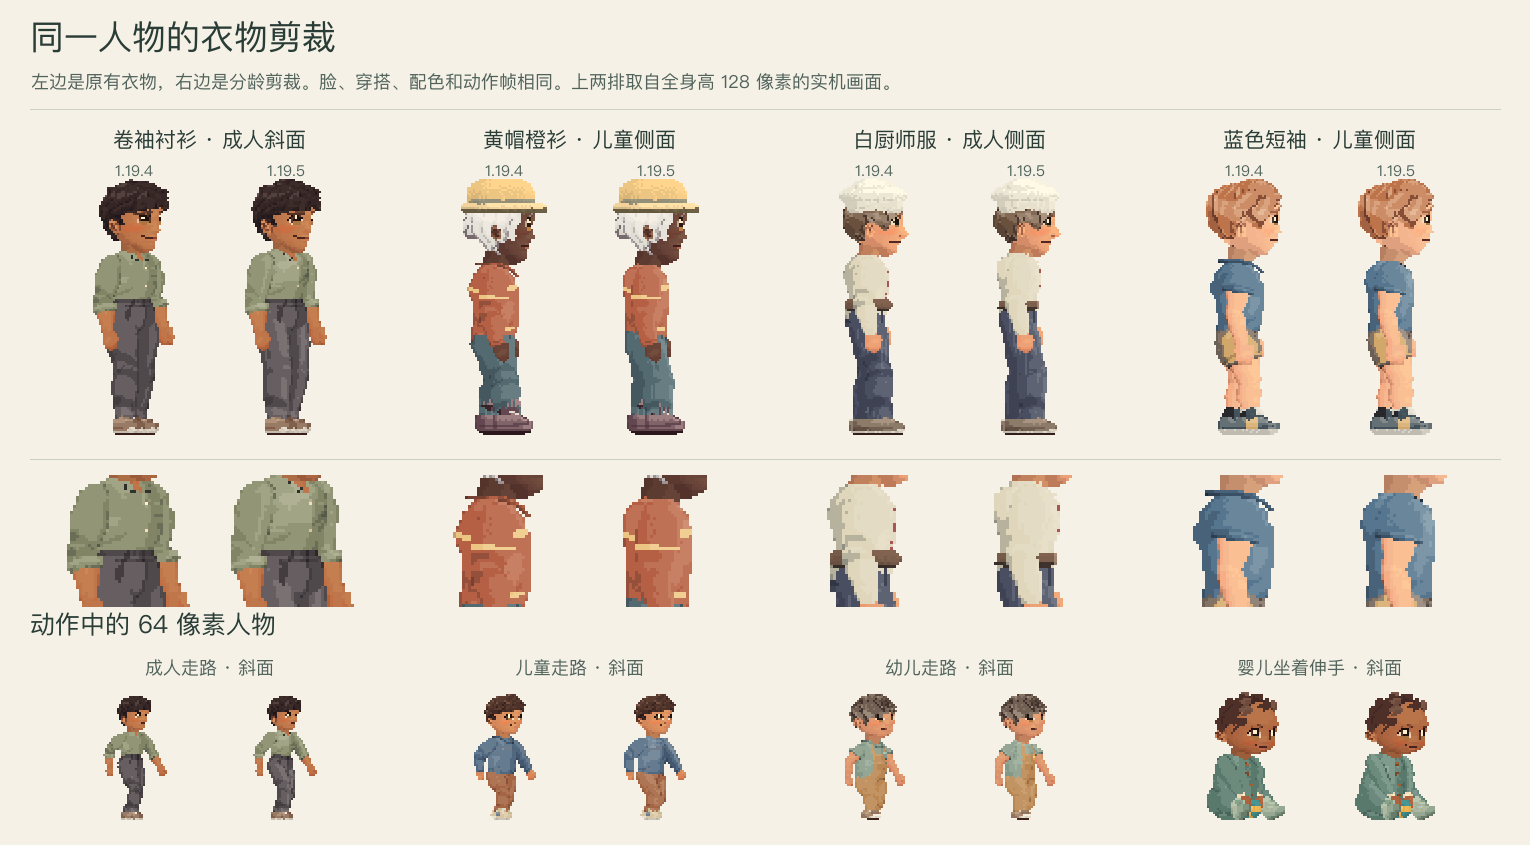 同一人物的衣物剪裁
左边是原有衣物，右边是分龄剪裁。脸、穿搭、配色和动作帧相同。上两排取自全身高 128 像素的实机画面。
卷袖衬衫 · 成人斜面
黄帽橙衫 · 儿童侧面
白厨师服 · 成人侧面
蓝色短袖 · 儿童侧面
1.19.4 1.19.5
1.19.4 1.19.5
1.19.4 1.19.5
1.19.4 1.19.5
动作中的 64 像素人物
成人走路 · 斜面
儿童走路 · 斜面
幼儿走路 · 斜面
婴儿坐着伸手 · 斜面